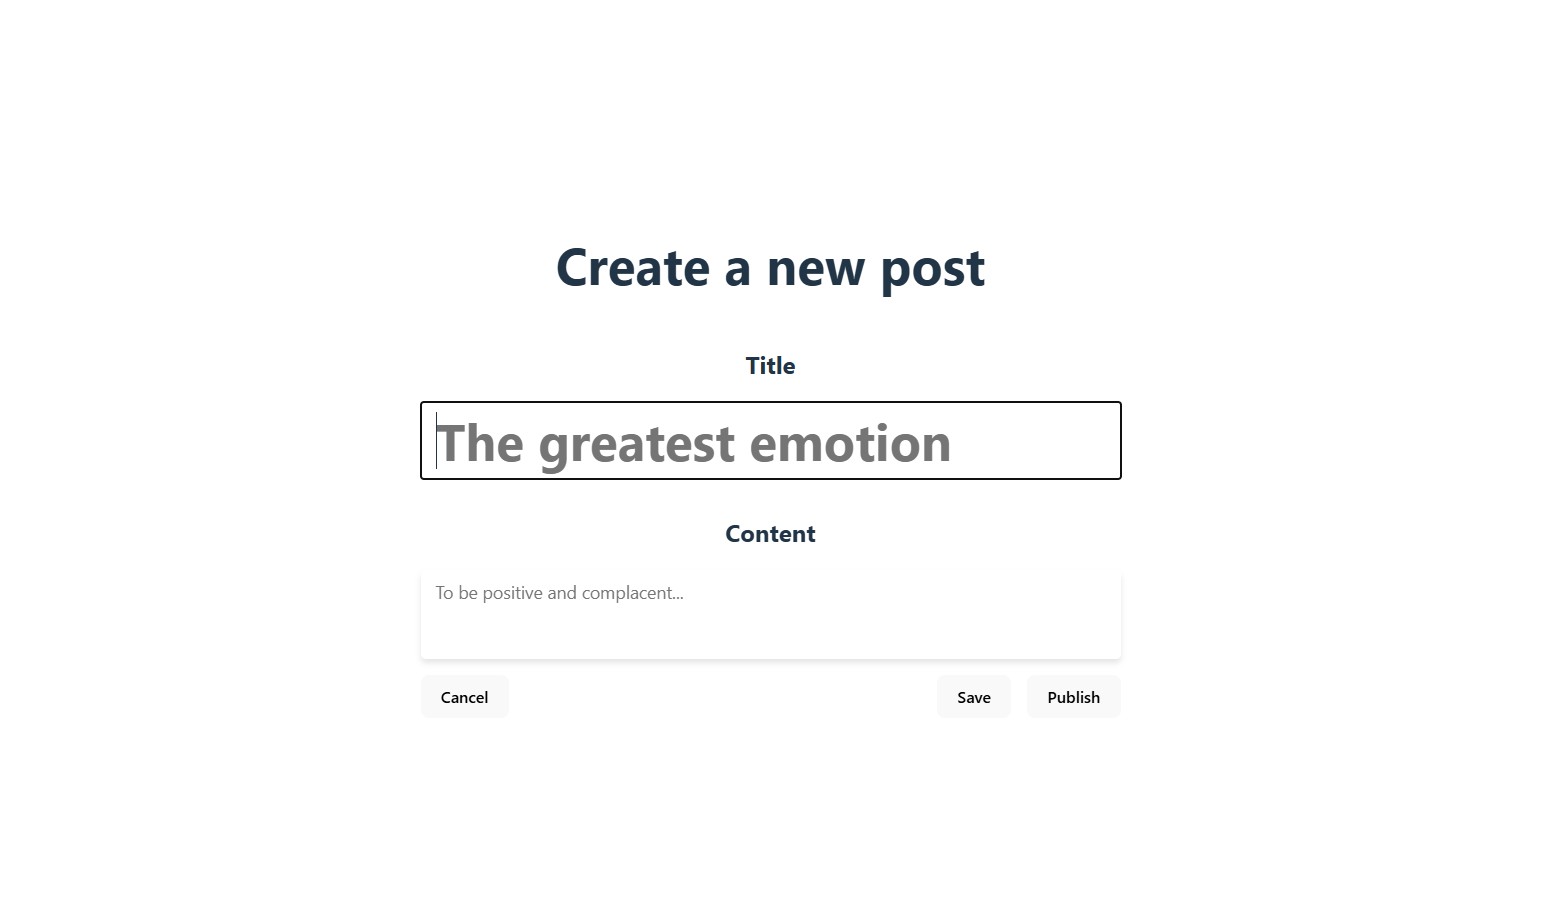 Create a new post
Title
The greatest emotion
Content
To be positive and complacent...
Cancel
Save
Publish